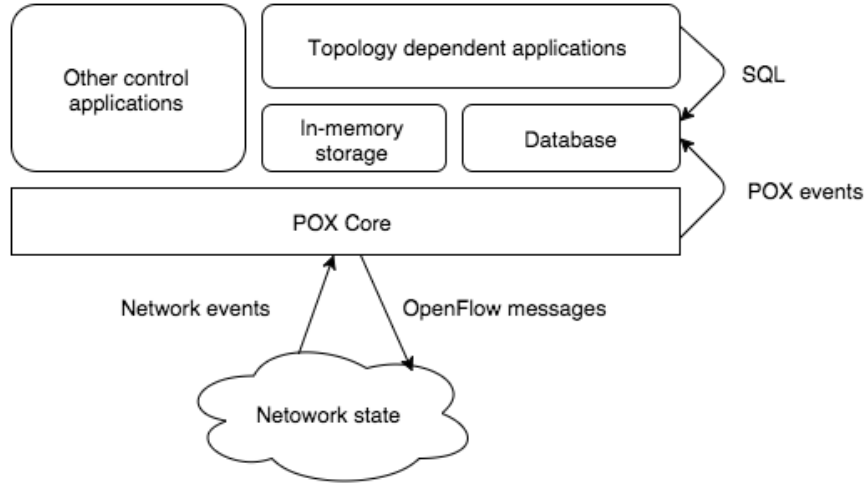 Topology dependent applications
Other control
applications
SQL
In-memory
storage
Database
POX events
POX Core
Network events
OpenFlow messages
Netowork state